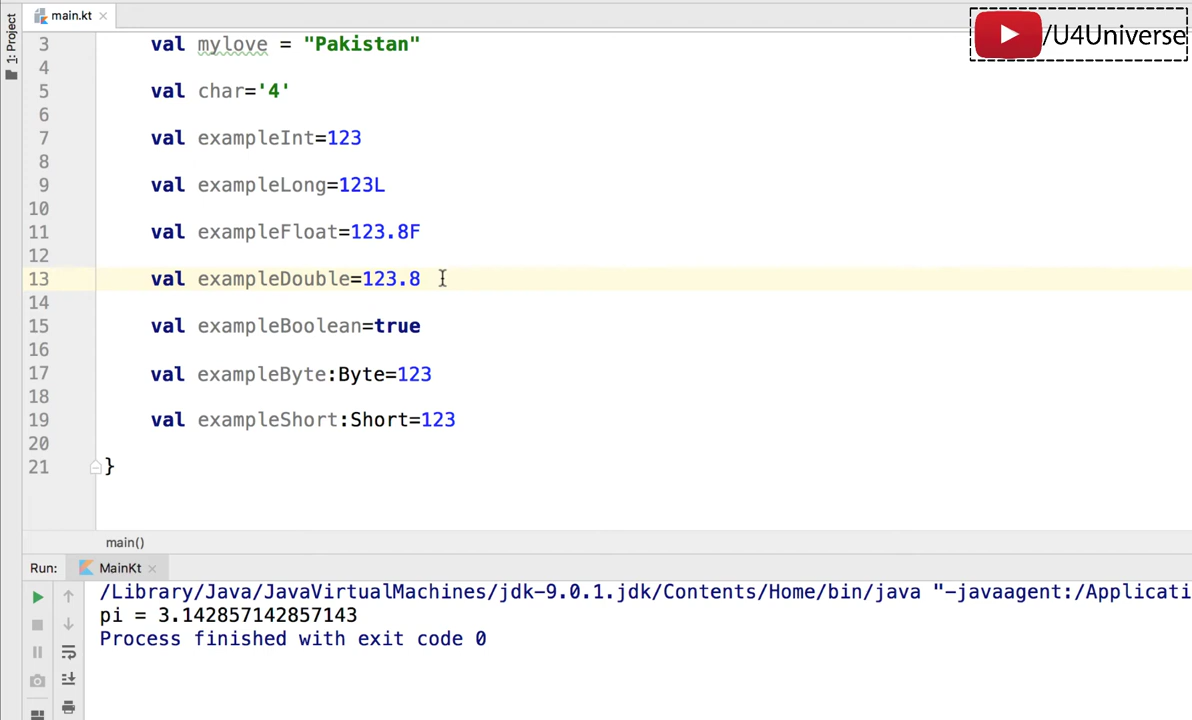 main.kt
/U4Universe
1: Project
3 val mylove = "Pakistan"
4
5 val char='4'
6
7 val exampleInt=123
8
9 val exampleLong=123L
10
11 val exampleFloat=123.8F
12
13 val exampleDouble=123.8
14
15 val exampleBoolean=true
16
17 val exampleByte:Byte=123
18
19 val exampleShort:Short=123
20
21 }
main()
Run: MainKt
/Library/Java/JavaVirtualMachines/jdk-9.0.1.jdk/Contents/Home/bin/java "-javaagent:/Applicati
pi = 3.142857142857143
Process finished with exit code 0